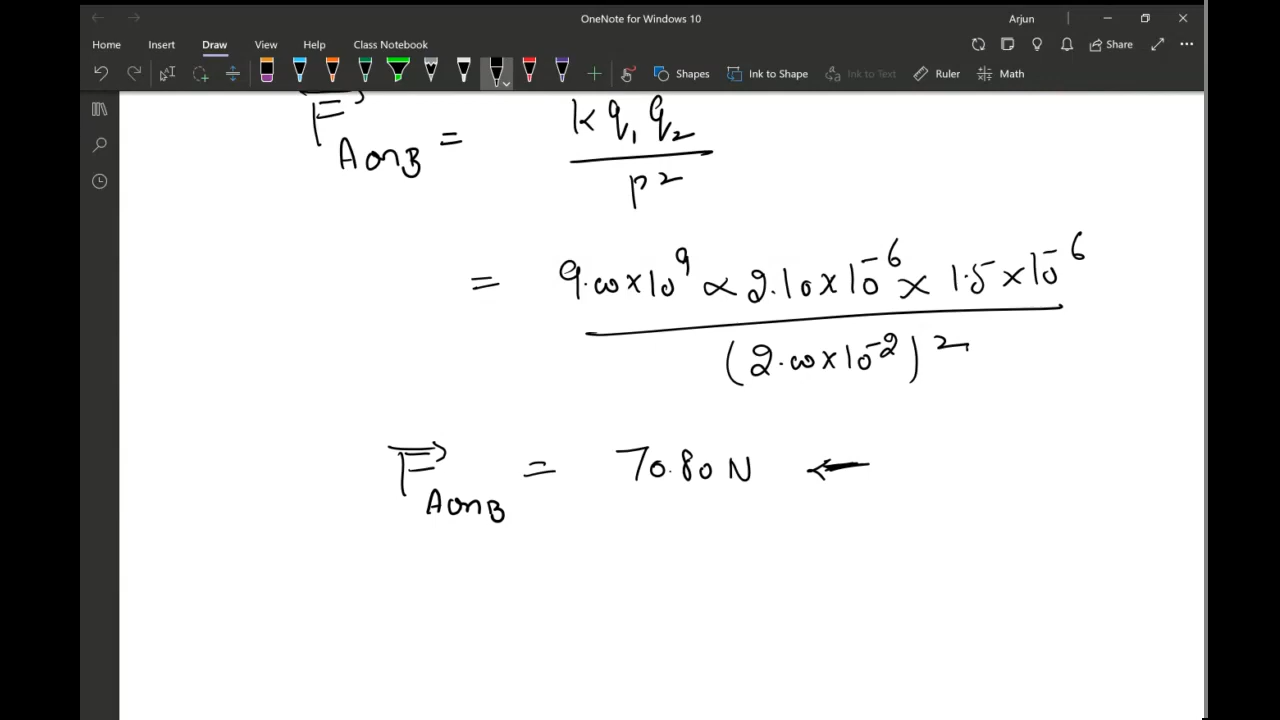 OneNote for Windows 10
Arjun
Home Insert Draw View Help Class Notebook
Share
Shapes Ink to Shape Ink to Text Ruler Math
F⃗ A on B = k q₁ q₂ / r²
= 9.00 × 10⁹ × 2.10 × 10⁻⁶ × 1.5 × 10⁻⁶ / (2.00 × 10⁻²)²
F⃗ A on B = 70.80 N ←